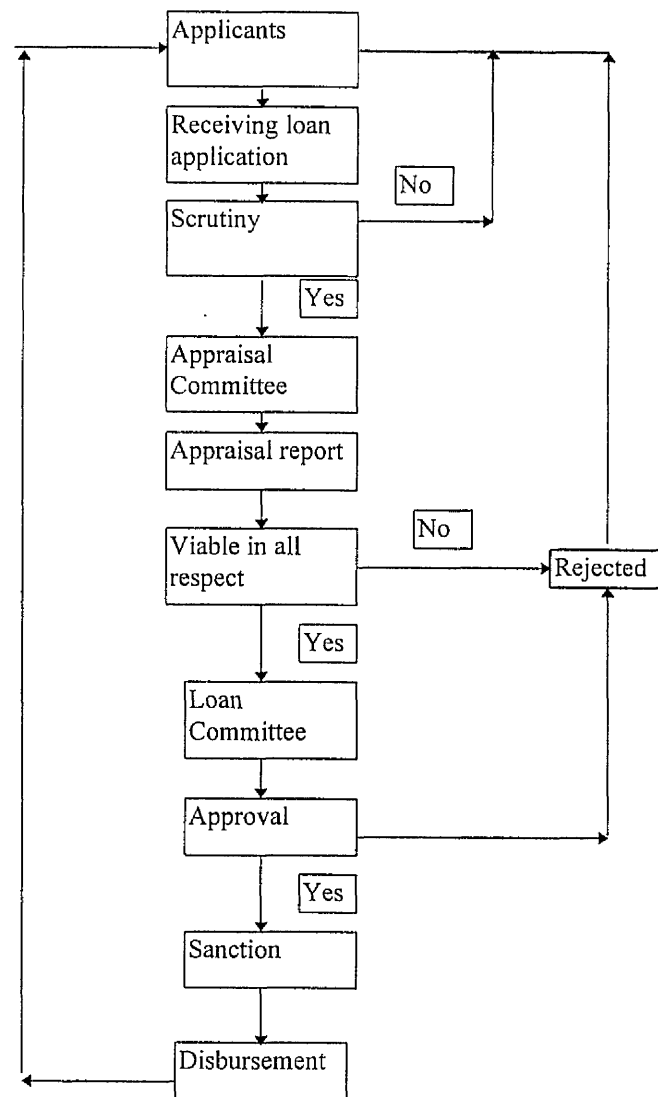 Applicants
Receiving loan
application
No
Scrutiny
Yes
Appraisal
Committee
Appraisal report
No
Viable in all
respect
Rejected
Yes
Loan
Committee
Approval
Yes
Sanction
Disbursement